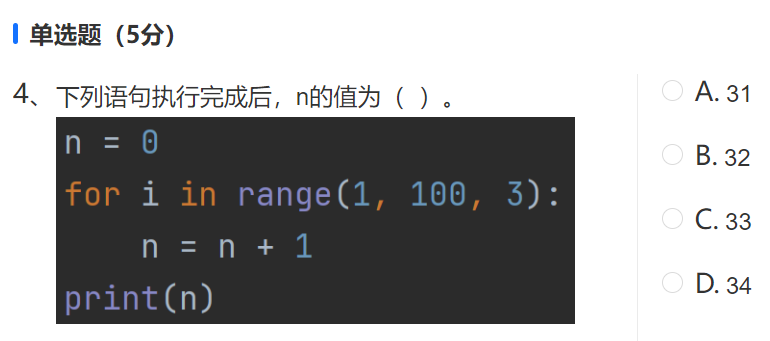 单选题（5分）
4、下列语句执行完成后，n的值为（ ）。
n = 0
for i in range(1, 100, 3):
    n = n + 1
print(n)
A. 31
B. 32
C. 33
D. 34